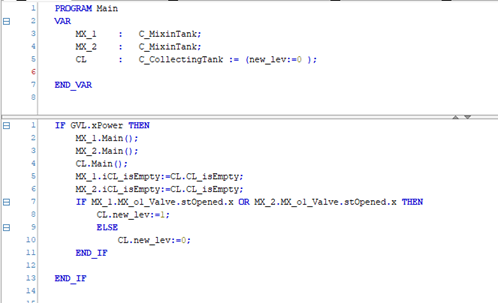 1 PROGRAM Main
2 VAR
3 MX_1 : C_MixinTank;
4 MX_2 : C_MixinTank;
5 CL : C_CollectingTank := (new_lev:=0 );
6
7 END_VAR
8
1 IF GVL.xPower THEN
2 MX_1.Main();
3 MX_2.Main();
4 CL.Main();
5 MX_1.iCL_isEmpty:=CL.CL_isEmpty;
6 MX_2.iCL_isEmpty:=CL.CL_isEmpty;
7 IF MX_1.MX_o1_Valve.stOpened.x OR MX_2.MX_o1_Valve.stOpened.x THEN
8 CL.new_lev:=1;
9 ELSE
10 CL.new_lev:=0;
11 END_IF
12
13 END_IF
14
15